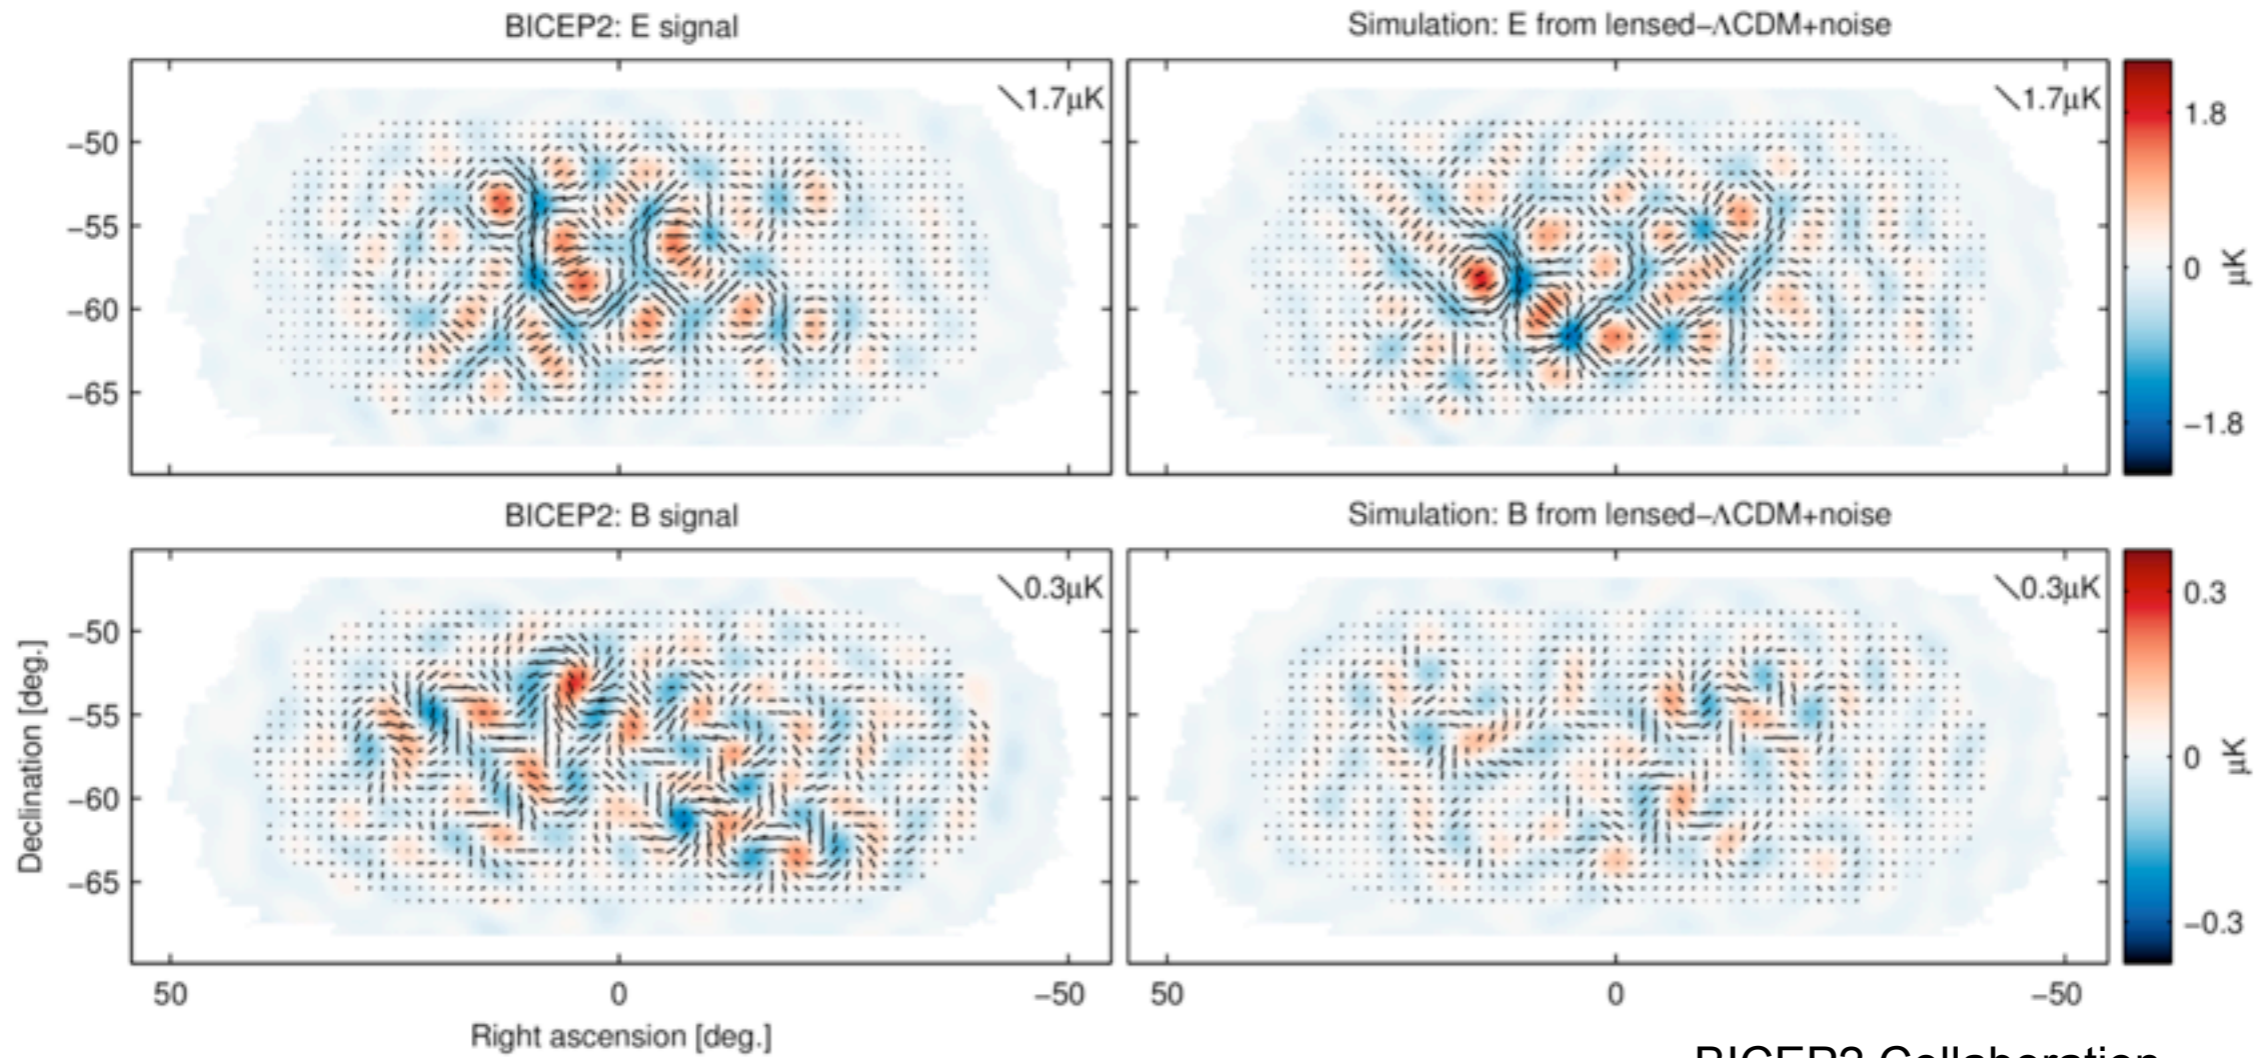 BICEP2: E signal
Simulation: E from lensed−ΛCDM+noise
1.7μK
1.7μK
−50
−55
−60
−65
1.8
0
−1.8
μK
BICEP2: B signal
Simulation: B from lensed−ΛCDM+noise
0.3μK
0.3μK
−50
−55
−60
−65
Declination [deg.]
0.3
0
−0.3
μK
50
0
−50
50
0
−50
Right ascension [deg.]
BICEP2 Collaboration